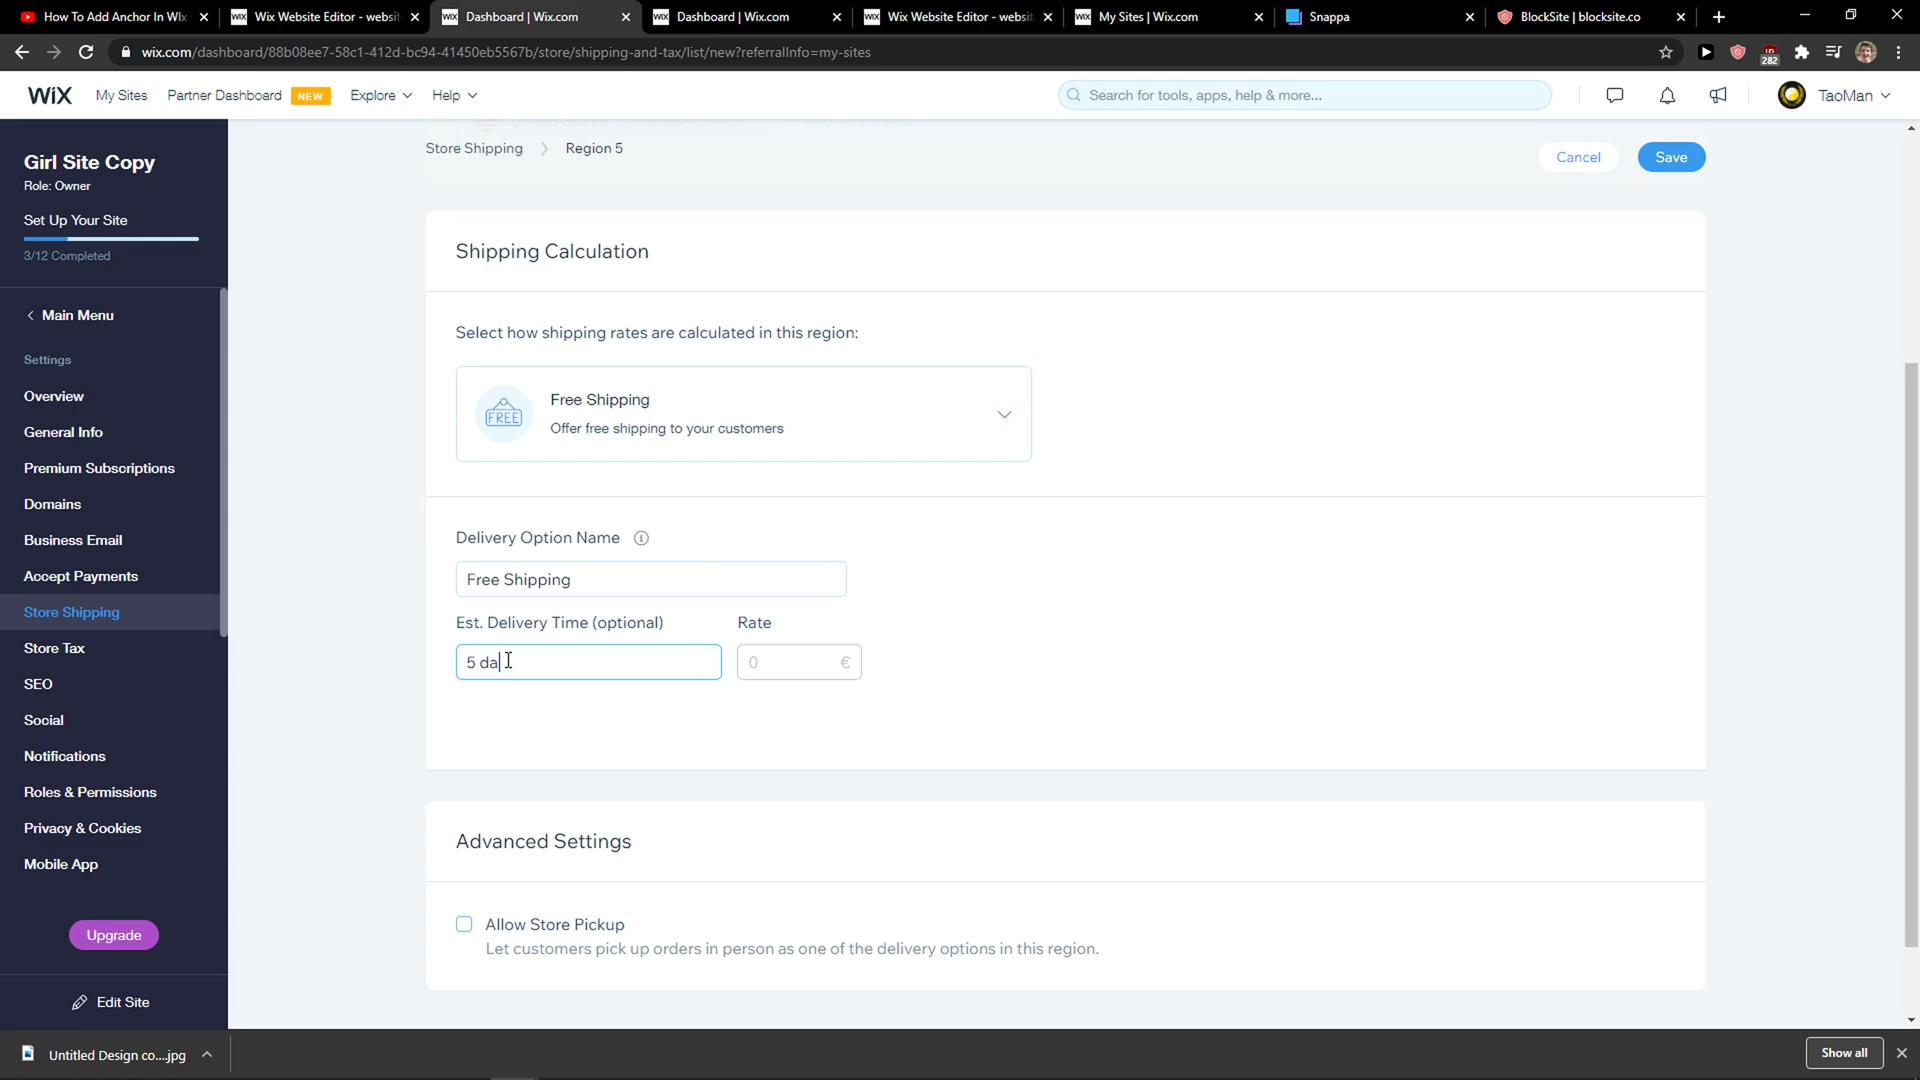 How To Add Anchor In WIx
Wix Website Editor - websit
Dashboard | Wix.com
Dashboard | Wix.com
Wix Website Editor - websit
My Sites | Wix.com
Snappa
BlockSite | blocksite.co
wix.com/dashboard/88b08ee7-58c1-412d-bc94-41450eb5567b/store/shipping-and-tax/list/new?referralInfo=my-sites
282
WiX
My Sites
Partner Dashboard
NEW
Explore
Help
Search for tools, apps, help & more...
TaoMan
Girl Site Copy
Role: Owner
Set Up Your Site
3/12 Completed
Main Menu
Settings
Overview
General Info
Premium Subscriptions
Domains
Business Email
Accept Payments
Store Shipping
Store Tax
SEO
Social
Notifications
Roles & Permissions
Privacy & Cookies
Mobile App
Upgrade
Edit Site
Store Shipping
Region 5
Cancel
Save
Shipping Calculation
Select how shipping rates are calculated in this region:
FREE
Free Shipping
Offer free shipping to your customers
Delivery Option Name
Free Shipping
Est. Delivery Time (optional)
Rate
5 da
0 €
Advanced Settings
Allow Store Pickup
Let customers pick up orders in person as one of the delivery options in this region.
Untitled Design co....jpg
Show all